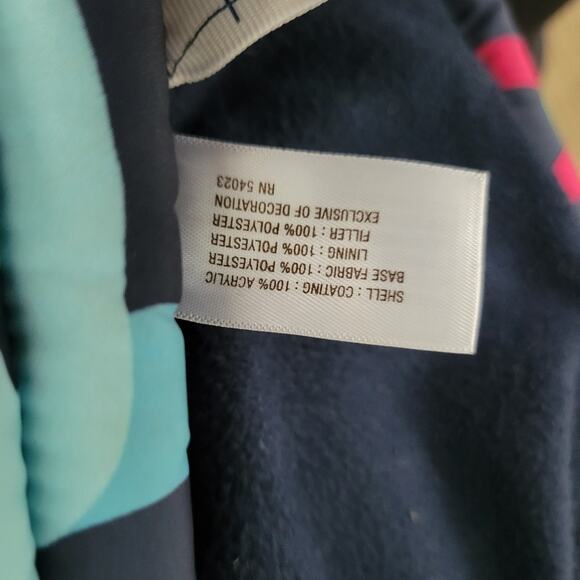 SHELL : COATING : 100% ACRYLIC
BASE FABRIC : 100% POLYESTER
LINING : 100% POLYESTER
FILLER : 100% POLYESTER
EXCLUSIVE OF DECORATION
RN 54023